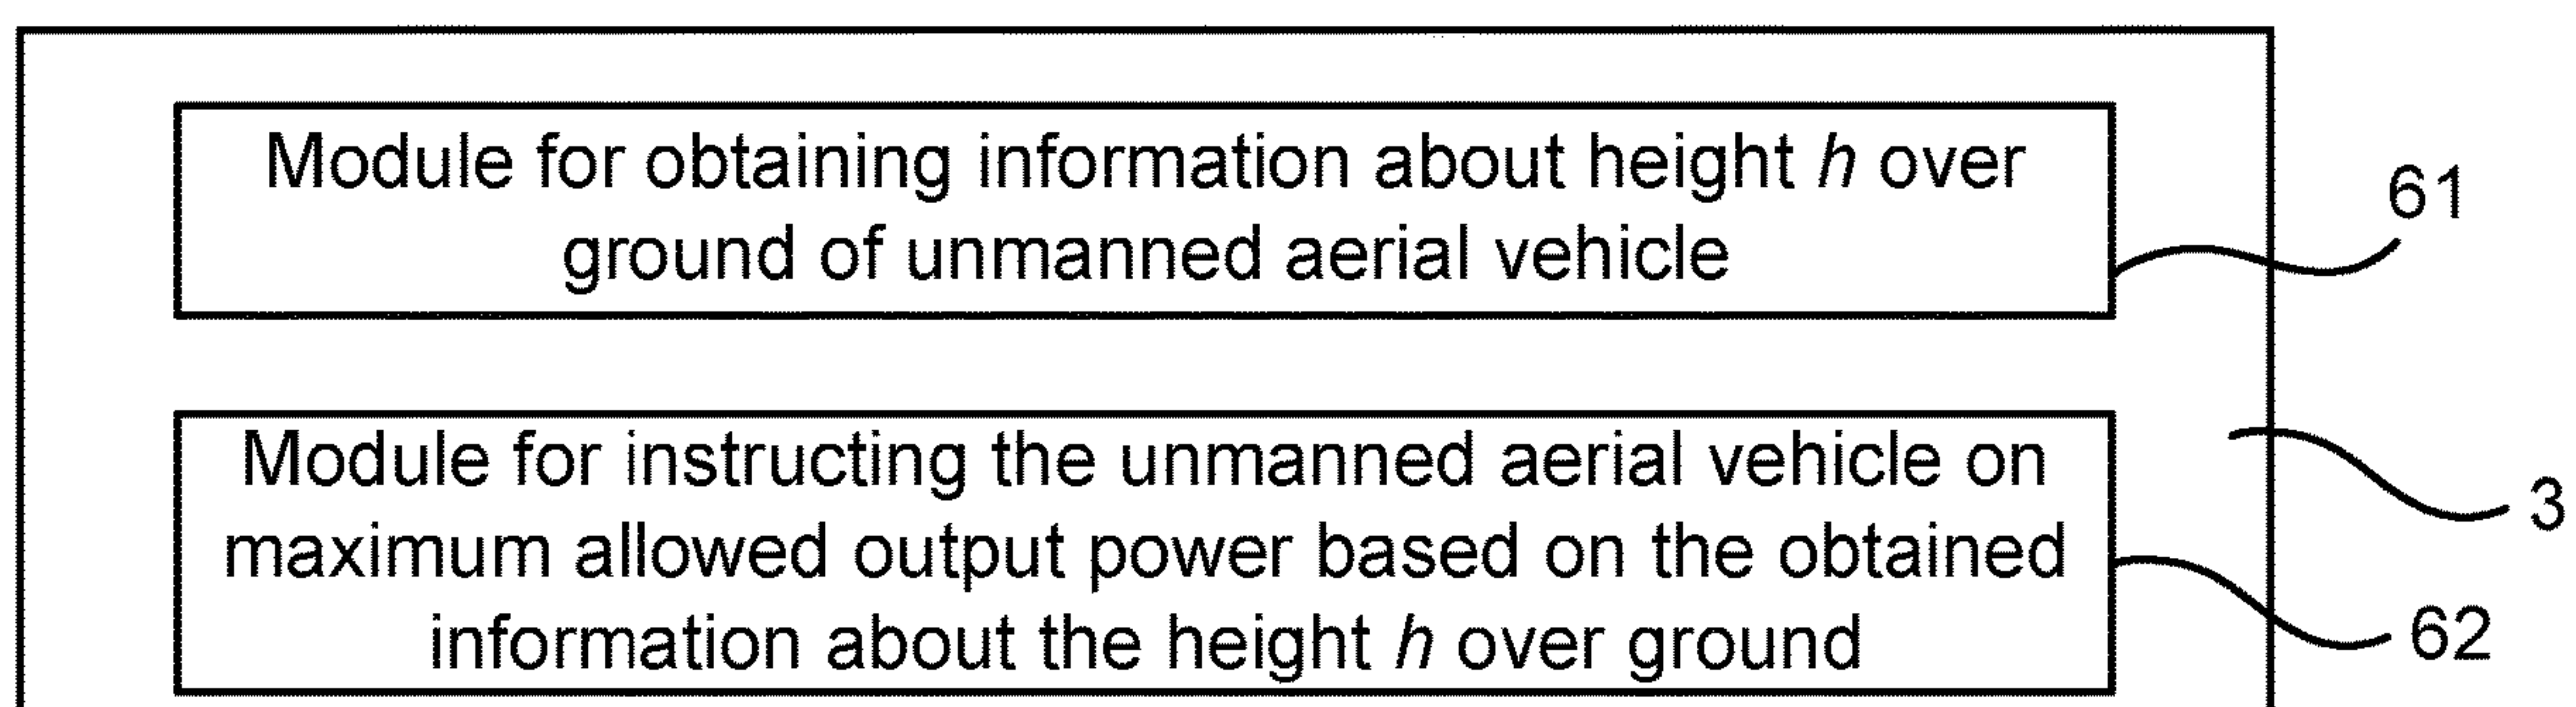 Module for obtaining information about height h over
ground of unmanned aerial vehicle
61
Module for instructing the unmanned aerial vehicle on
maximum allowed output power based on the obtained
information about the height h over ground
3
62